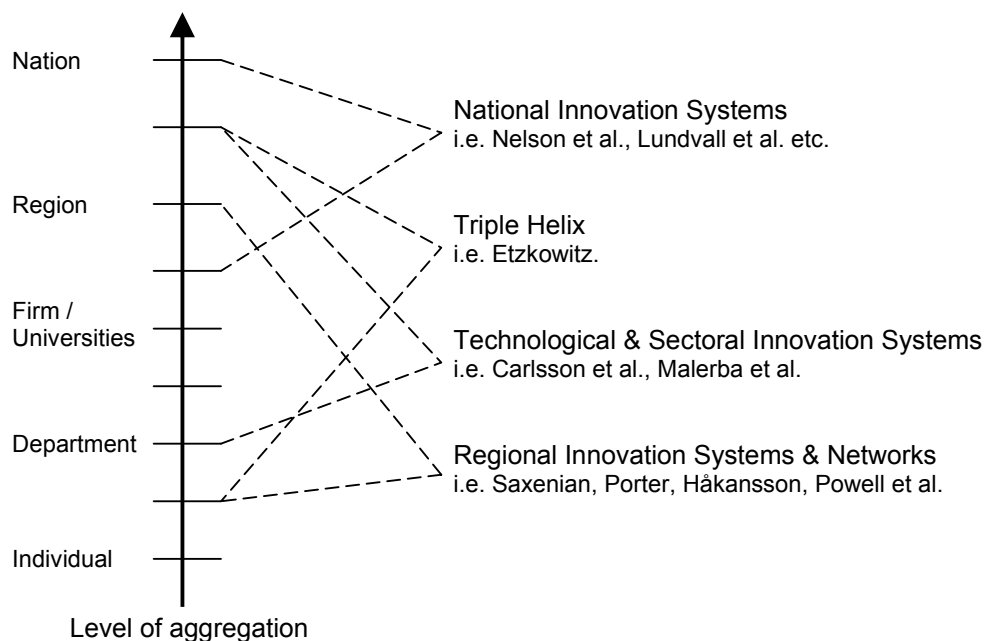 Nation
National Innovation Systems
i.e. Nelson et al., Lundvall et al. etc.
Region
Triple Helix
i.e. Etzkowitz.
Firm /
Universities
Technological & Sectoral Innovation Systems
i.e. Carlsson et al., Malerba et al.
Department
Regional Innovation Systems & Networks
i.e. Saxenian, Porter, Håkansson, Powell et al.
Individual
Level of aggregation